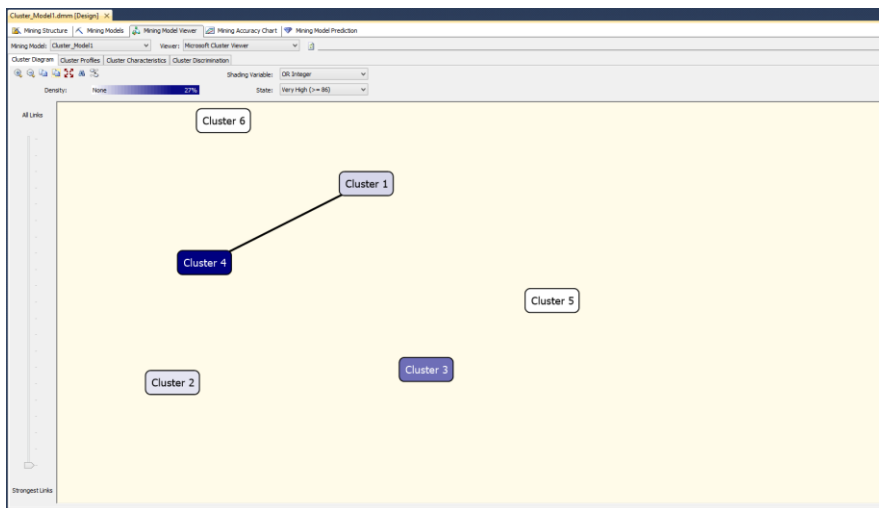 Cluster_Model1.dmm [Design]
Mining Structure Mining Models Mining Model Viewer Mining Accuracy Chart Mining Model Prediction
Mining Model: Cluster_Model1 Viewer: Microsoft Cluster Viewer
Cluster Diagram Cluster Profiles Cluster Characteristics Cluster Discrimination
Shading Variable: OR Integer
Density: None 27% State: Very High (>= 86)
All Links
Cluster 6
Cluster 1
Cluster 4
Cluster 5
Cluster 3
Cluster 2
Strongest Links